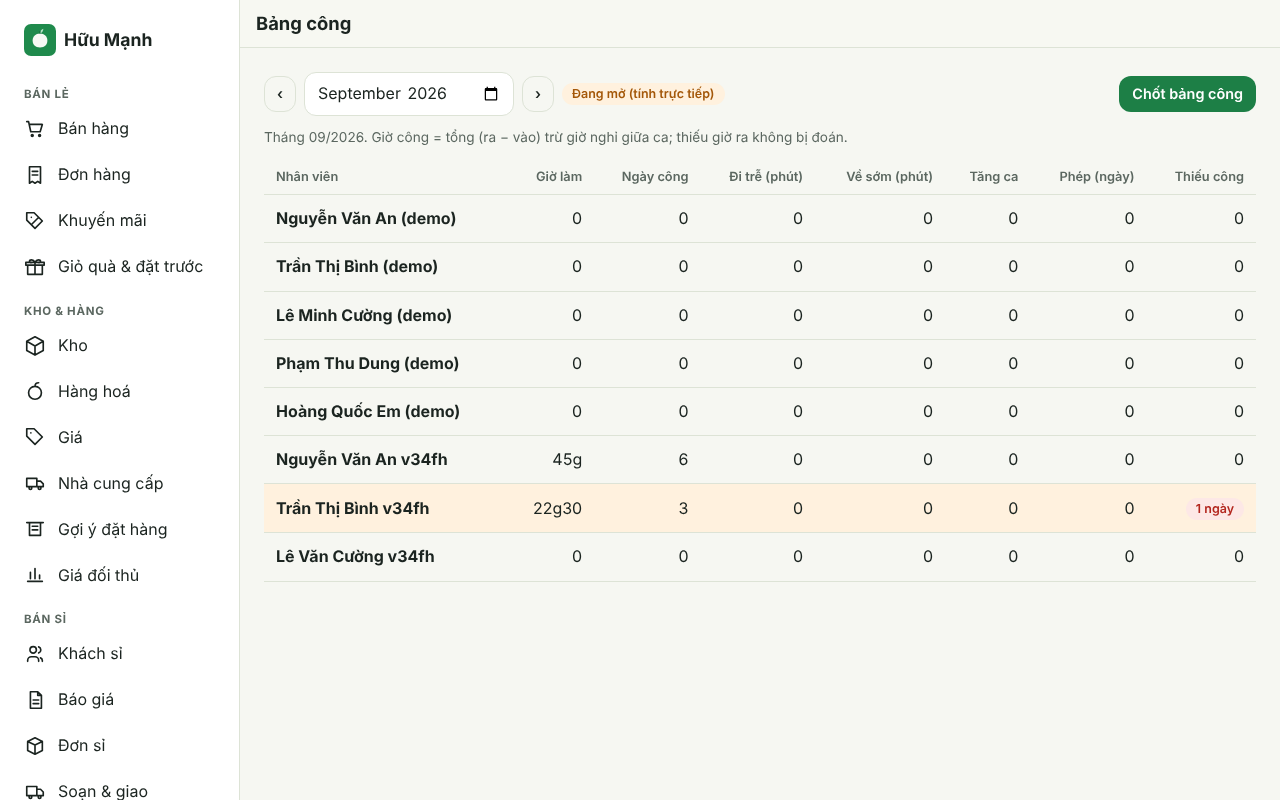 Hữu Mạnh
BÁN LẺ
Bán hàng
Đơn hàng
Khuyến mãi
Giỏ quà & đặt trước
KHO & HÀNG
Kho
Hàng hoá
Giá
Nhà cung cấp
Gợi ý đặt hàng
Giá đối thủ
BÁN SỈ
Khách sỉ
Báo giá
Đơn sỉ
Soạn & giao
Bảng công
‹ September 2026 › Đang mở (tính trực tiếp) Chốt bảng công
Tháng 09/2026. Giờ công = tổng (ra − vào) trừ giờ nghỉ giữa ca; thiếu giờ ra không bị đoán.
Nhân viên Giờ làm Ngày công Đi trễ (phút) Về sớm (phút) Tăng ca Phép (ngày) Thiếu công
Nguyễn Văn An (demo) 0 0 0 0 0 0 0
Trần Thị Bình (demo) 0 0 0 0 0 0 0
Lê Minh Cường (demo) 0 0 0 0 0 0 0
Phạm Thu Dung (demo) 0 0 0 0 0 0 0
Hoàng Quốc Em (demo) 0 0 0 0 0 0 0
Nguyễn Văn An v34fh 45g 6 0 0 0 0 0
Trần Thị Bình v34fh 22g30 3 0 0 0 0 1 ngày
Lê Văn Cường v34fh 0 0 0 0 0 0 0